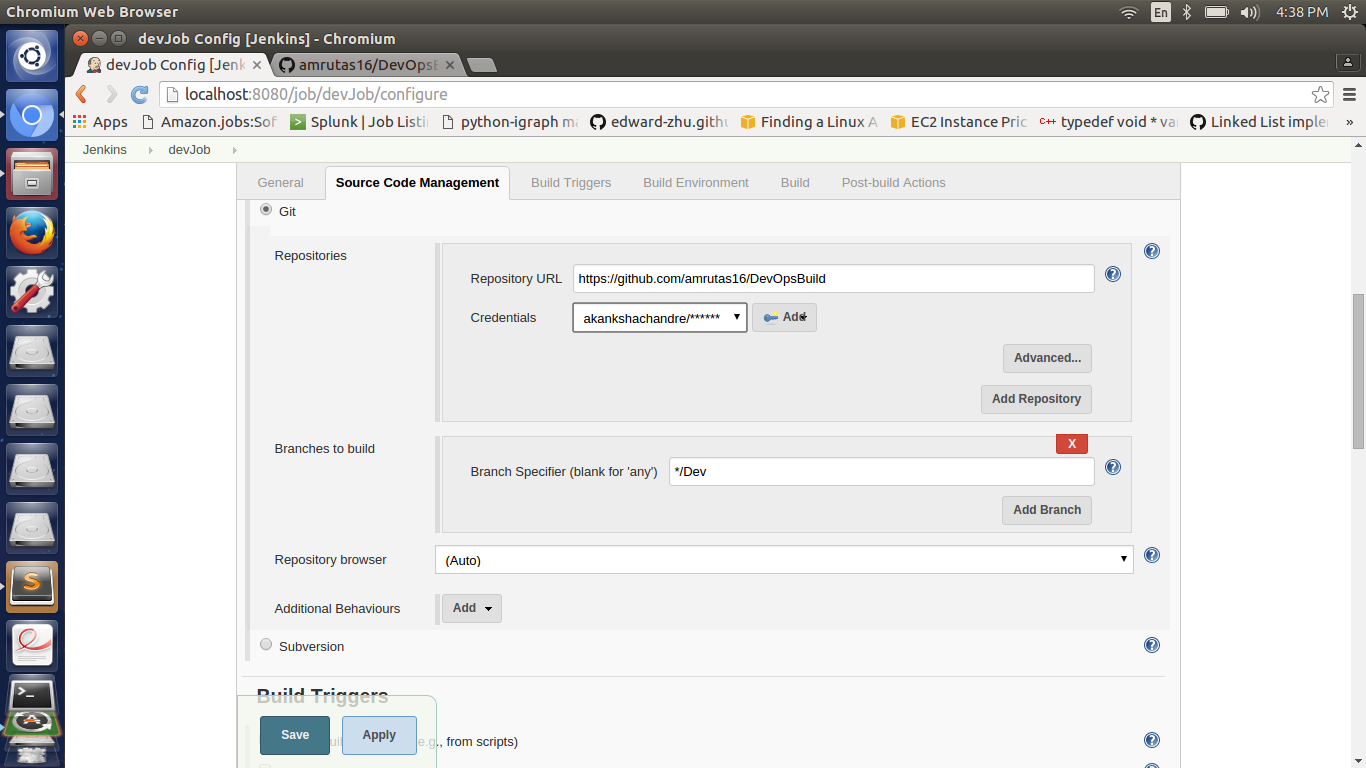 Chromium Web Browser
En
4:38 PM
devJob Config [Jenkins] - Chromium
devJob Config [Jenk
amrutas16/DevOpsB
localhost:8080/job/devJob/configure
Apps
Amazon.jobs:Sof
Splunk | Job Listi
python-igraph ma
edward-zhu.gith
Finding a Linux A
EC2 Instance Pric
C++ typedef void * va
Linked List imple
»
Jenkins
devJob
General
Source Code Management
Build Triggers
Build Environment
Build
Post-build Actions
Git
Repositories
Repository URL
https://github.com/amrutas16/DevOpsBuild
Credentials
akankshachandre/******
Add
Advanced...
Add Repository
Branches to build
X
Branch Specifier (blank for 'any')
*/Dev
Add Branch
Repository browser
(Auto)
Additional Behaviours
Add
Subversion
Build Triggers
Save
Apply
e.g., from scripts)